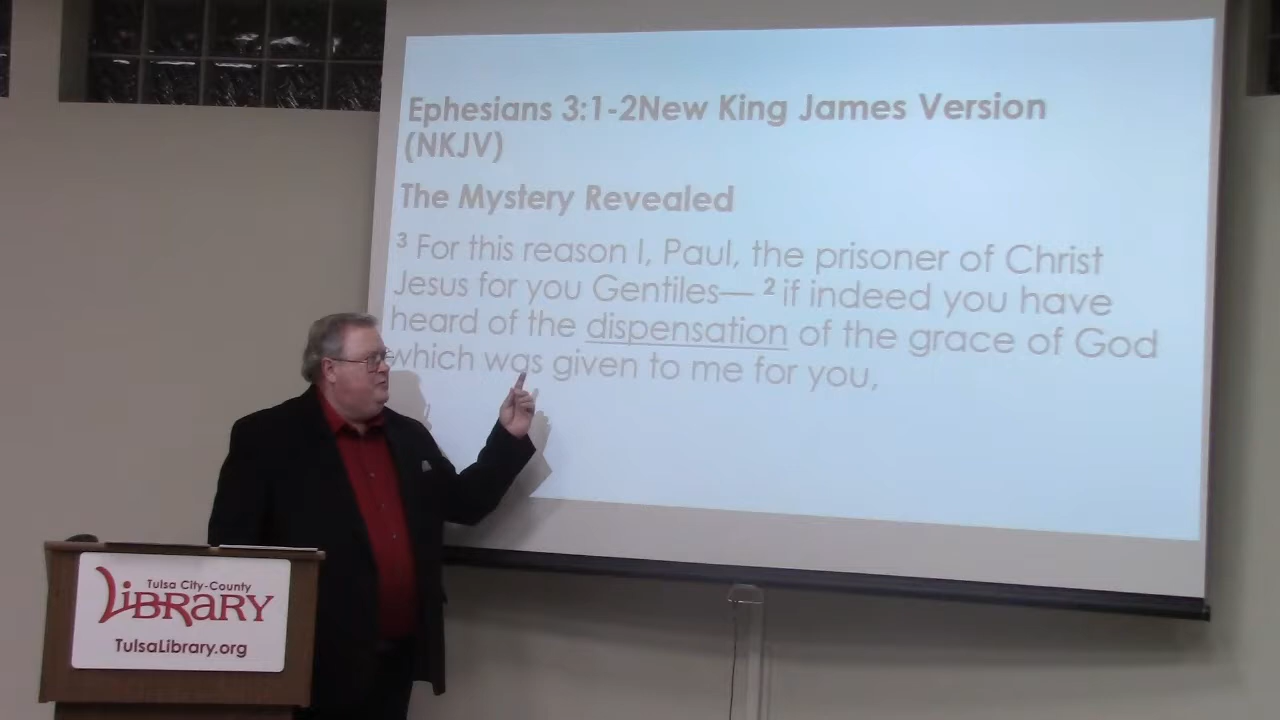 Ephesians 3:1-2New King James Version
(NKJV)
The Mystery Revealed
3 For this reason I, Paul, the prisoner of Christ
Jesus for you Gentiles— 2 if indeed you have
heard of the dispensation of the grace of God
which was given to me for you,
Tulsa City-County
LIBRARY
TulsaLibrary.org